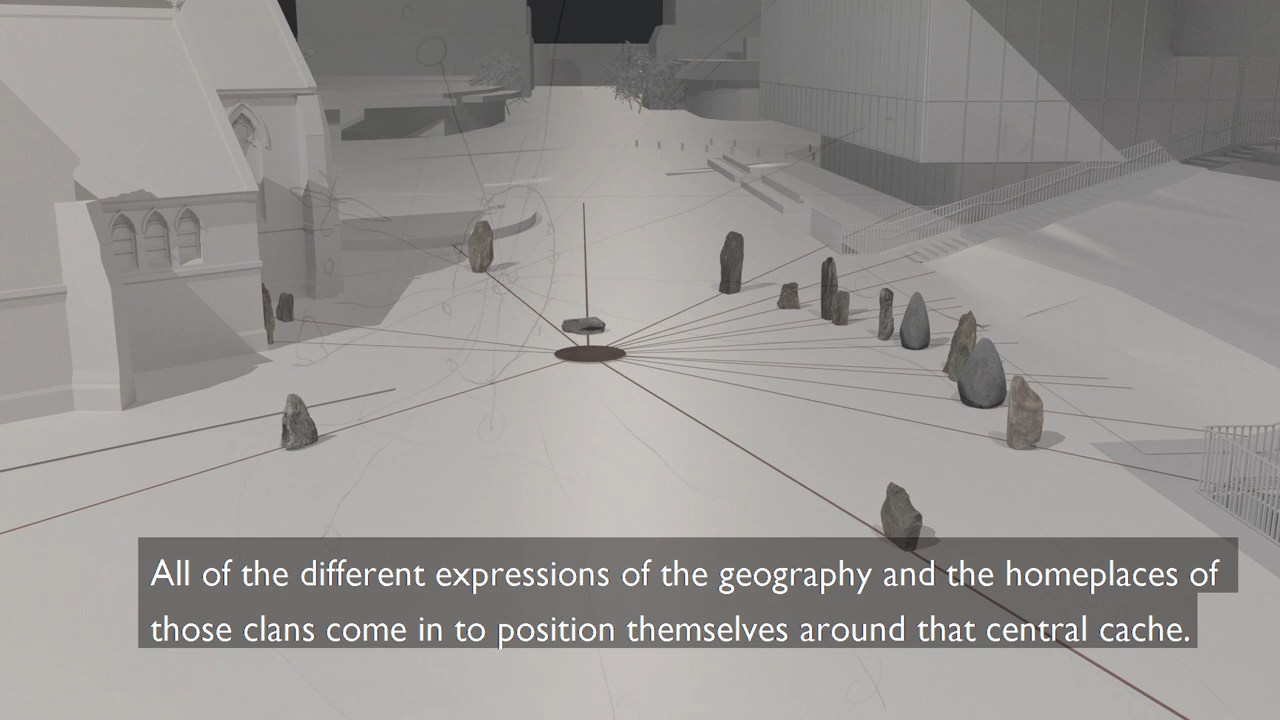 All of the different expressions of the geography and the homeplaces of
those clans come in to position themselves around that central cache.